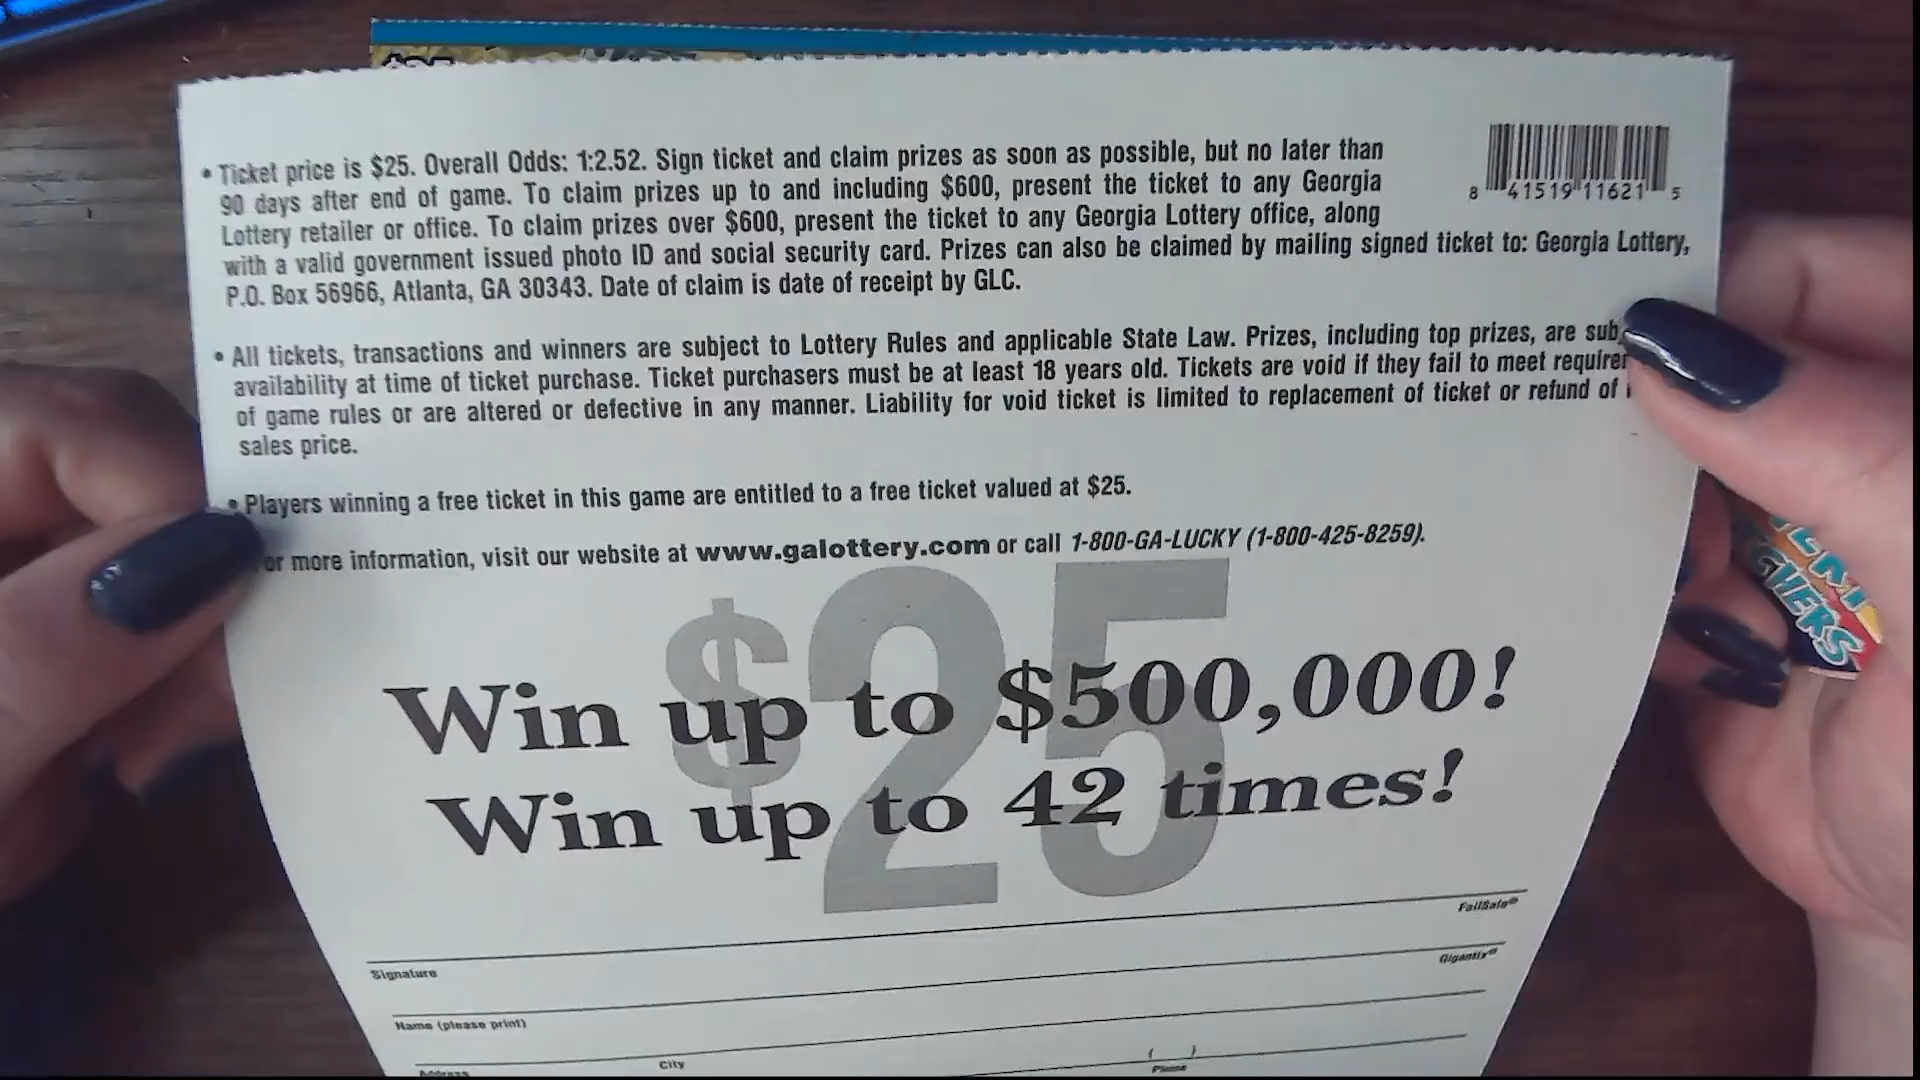 • Ticket price is $25. Overall Odds: 1:2.52. Sign ticket and claim prizes as soon as possible, but no later than
90 days after end of game. To claim prizes up to and including $600, present the ticket to any Georgia
Lottery retailer or office. To claim prizes over $600, present the ticket to any Georgia Lottery office, along
with a valid government issued photo ID and social security card. Prizes can also be claimed by mailing signed ticket to: Georgia Lottery,
P.O. Box 56966, Atlanta, GA 30343. Date of claim is date of receipt by GLC.
8 41519 11621 5
• All tickets, transactions and winners are subject to Lottery Rules and applicable State Law. Prizes, including top prizes, are
availability at time of ticket purchase. Ticket purchasers must be at least 18 years old. Tickets are void if they fail to meet
of game rules or are altered or defective in any manner. Liability for void ticket is limited to replacement of ticket or refund of
sales price.
• Players winning a free ticket in this game are entitled to a free ticket valued at $25.
more information, visit our website at www.galottery.com or call 1-800-GA-LUCKY (1-800-425-8259).
$25
Win up to $500,000!
Win up to 42 times!
FailSafe®
Signature
Gigantix®
Name (please print)
Address City ( ) Phone